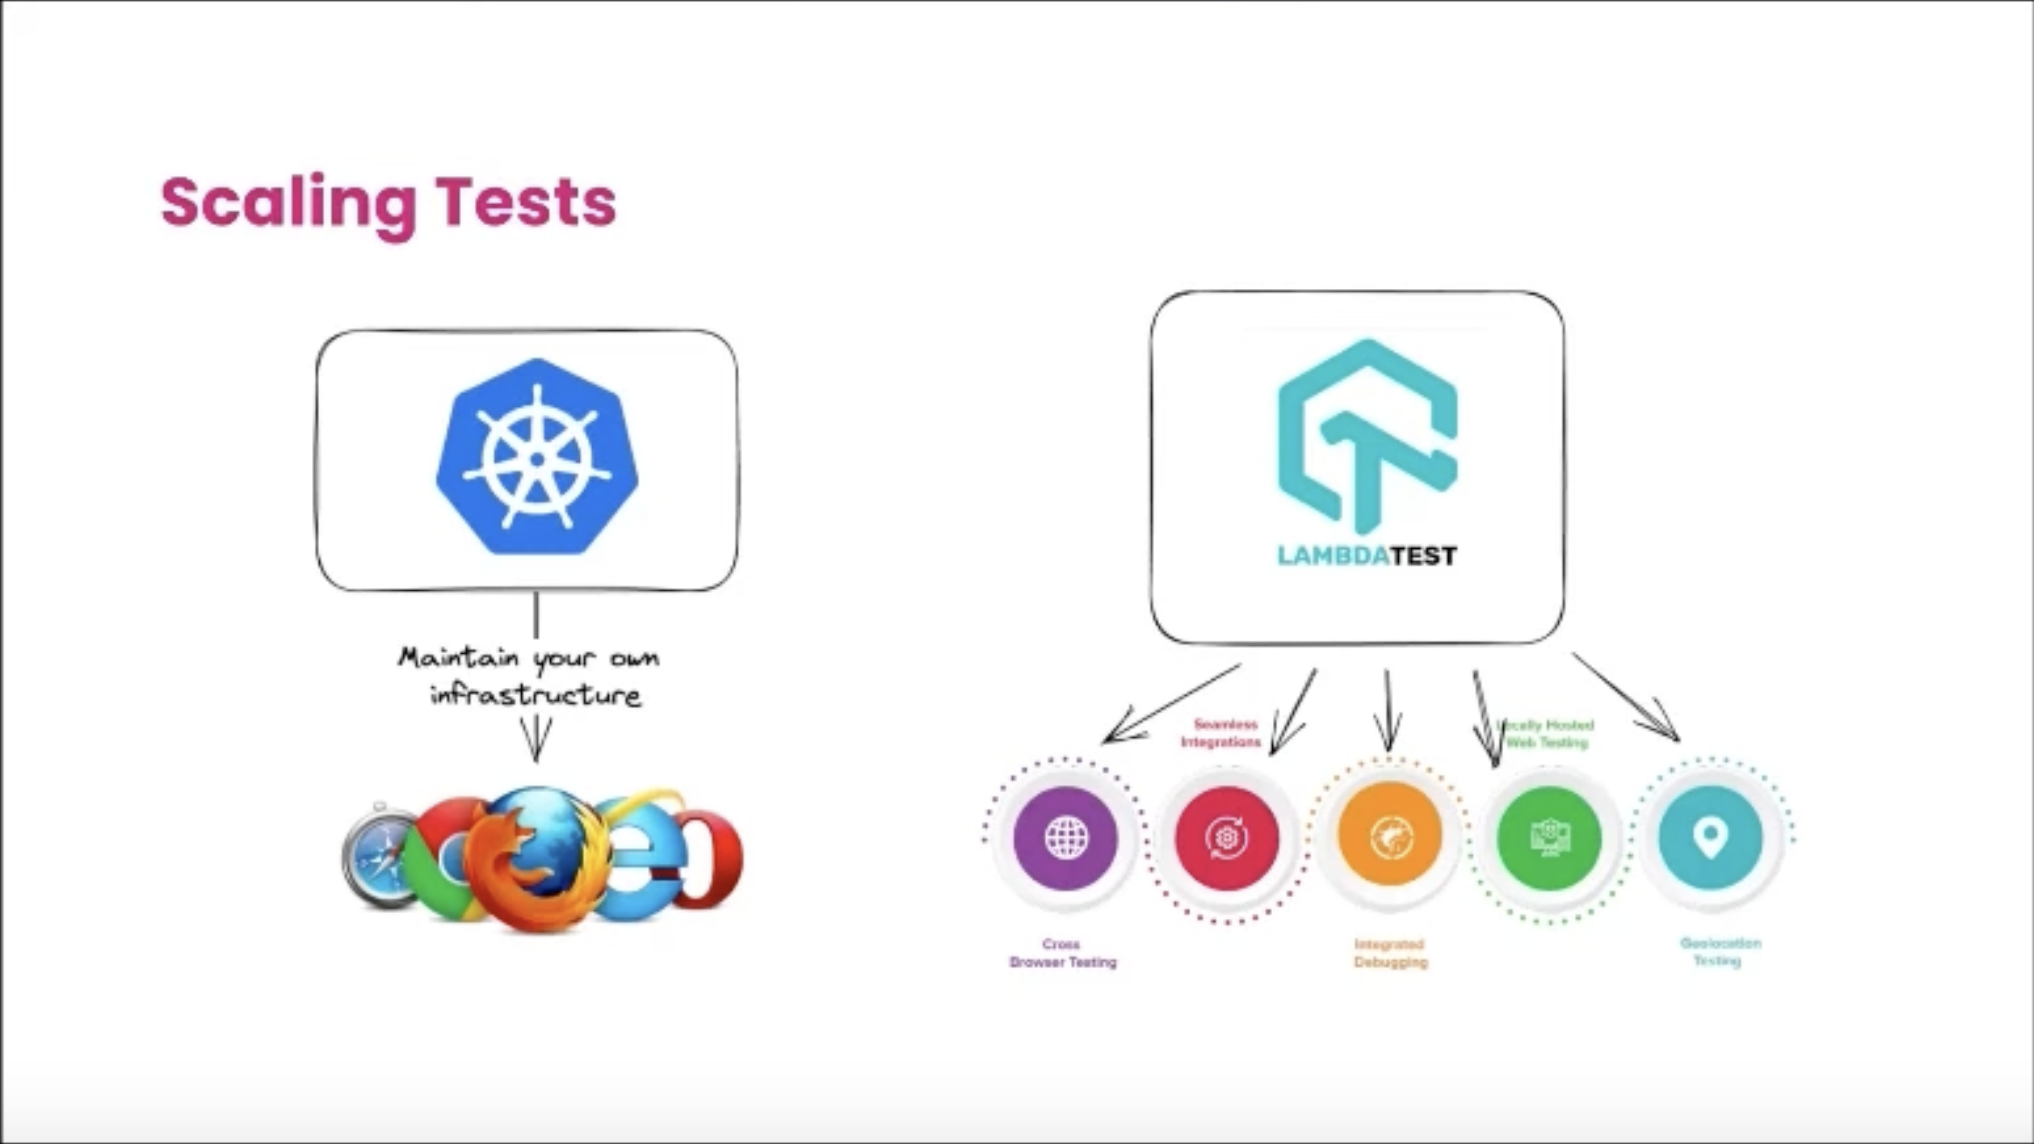 Scaling Tests
Maintain your own
infrastructure
LAMBDATEST
Seamless
Integrations
Locally Hosted
Web Testing
Cross
Browser Testing
Integrated
Debugging
Geolocation
Testing